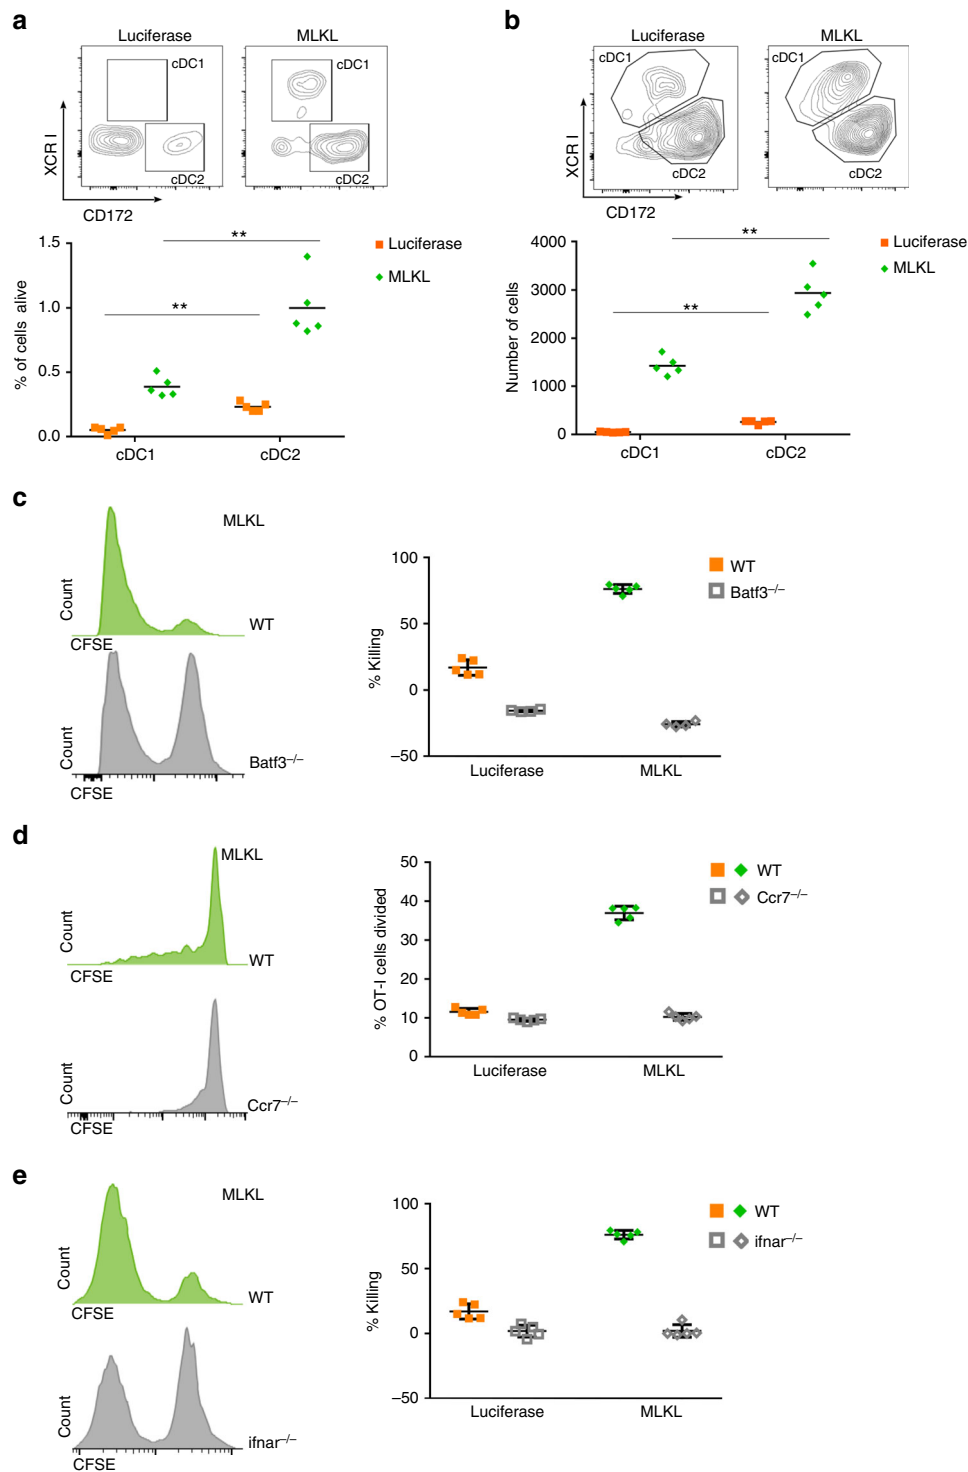 a
Luciferase
MLKL
cDC1
cDC1
cDC2
cDC2
XCR I
CD172
1.5
1.0
0.5
0.0
% of cells alive
**
**
Luciferase
MLKL
cDC1
cDC2
b
Luciferase
MLKL
cDC1
cDC1
cDC2
cDC2
XCR I
CD172
4000
3000
2000
1000
0
Number of cells
**
**
Luciferase
MLKL
cDC1
cDC2
c
MLKL
Count
CFSE
WT
Count
CFSE
Batf3–/–
100
50
0
–50
% Killing
WT
Batf3–/–
Luciferase
MLKL
d
MLKL
Count
CFSE
WT
Count
CFSE
Ccr7–/–
50
40
30
20
10
0
% OT-I cells divided
WT
Ccr7–/–
Luciferase
MLKL
e
MLKL
Count
CFSE
WT
Count
CFSE
ifnar–/–
100
50
0
–50
% Killing
WT
ifnar–/–
Luciferase
MLKL